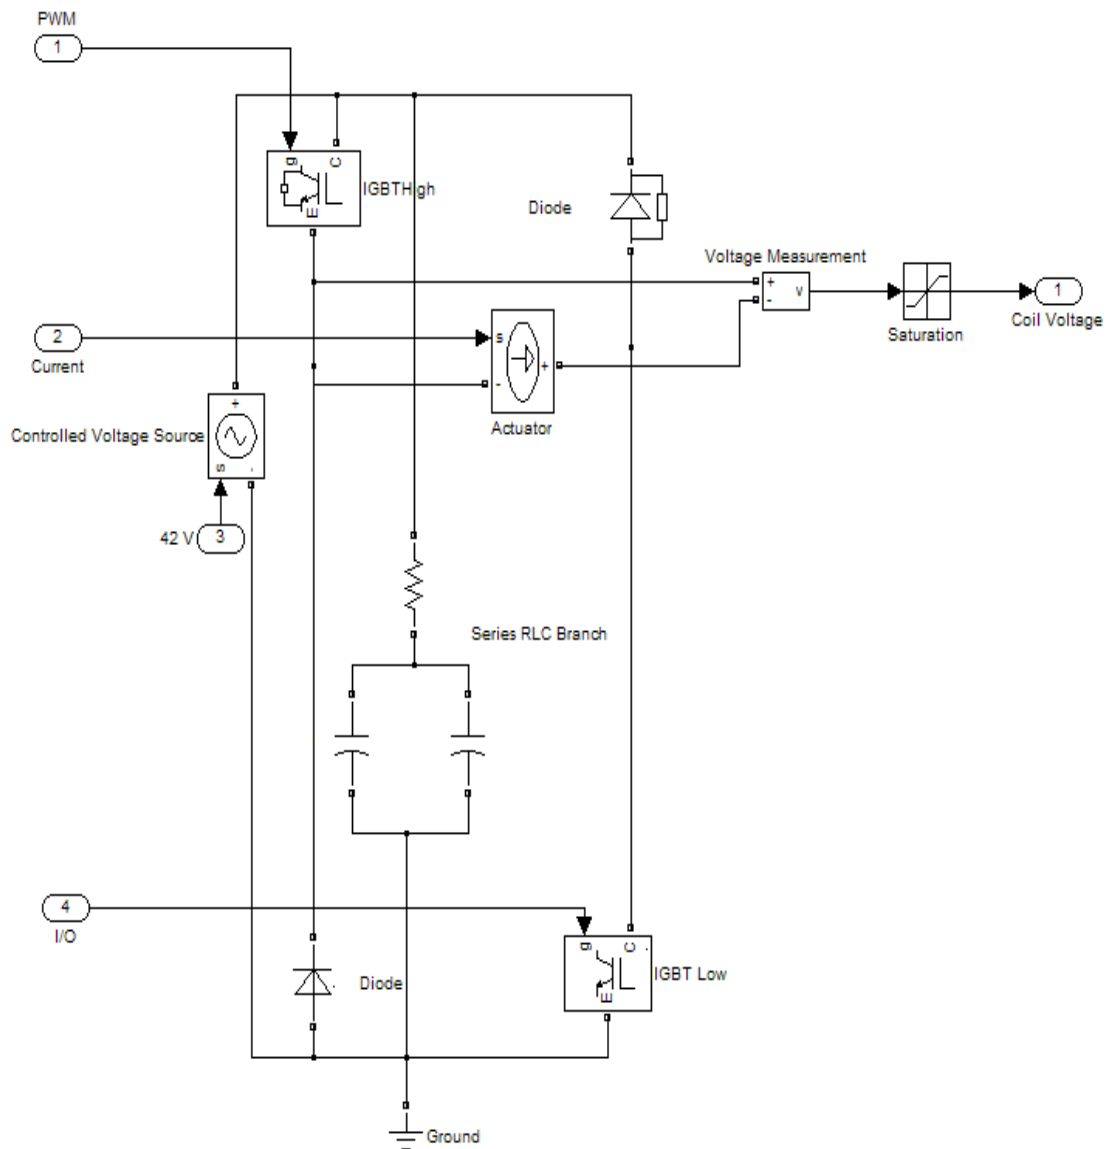 PWM
1
g
C
E
IGBTHigh
Diode
Voltage Measurement
+
-
v
Saturation
1
Coil Voltage
2
Current
s
-
+
Actuator
+
Controlled Voltage Source
s
-
42 V
3
Series RLC Branch
4
I/O
g
C
E
IGBT Low
Diode
Ground